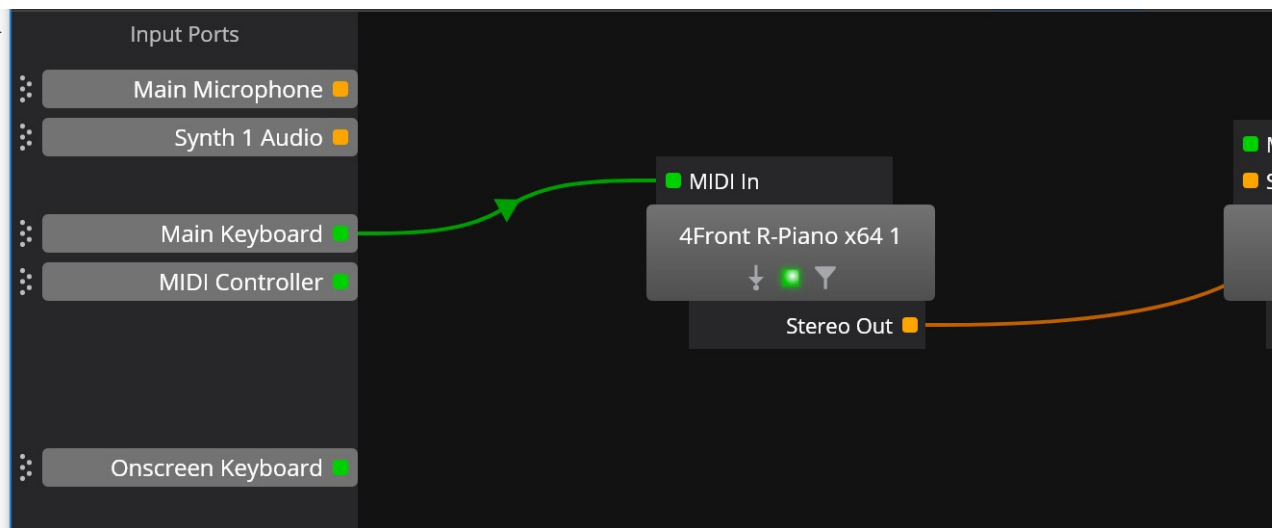 Input Ports
Main Microphone
Synth 1 Audio
Main Keyboard
MIDI Controller
Onscreen Keyboard
MIDI In
4Front R-Piano x64 1
Stereo Out